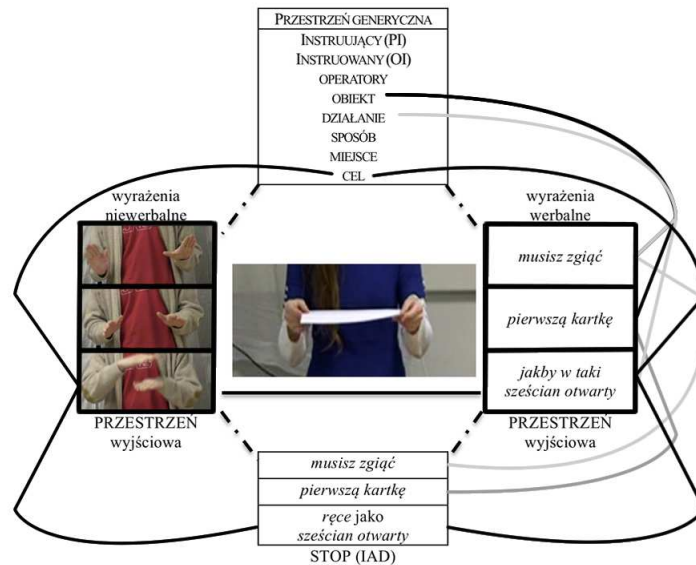 PRZESTRZEŃ GENERYCZNA
INSTRUUJĄCY (PI)
INSTRUOWANY (OI)
OPERATORY
OBIEKT
DZIAŁANIE
SPOSÓB
MIEJSCE
CEL
wyrażenia
niewerbalne
wyrażenia
werbalne
musisz zgiąć
pierwszą kartkę
jakby w taki
sześcian otwarty
PRZESTRZEŃ
wyjściowa
PRZESTRZEŃ
wyjściowa
musisz zgiąć
pierwszą kartkę
ręce jako
sześcian otwarty
STOP (IAD)